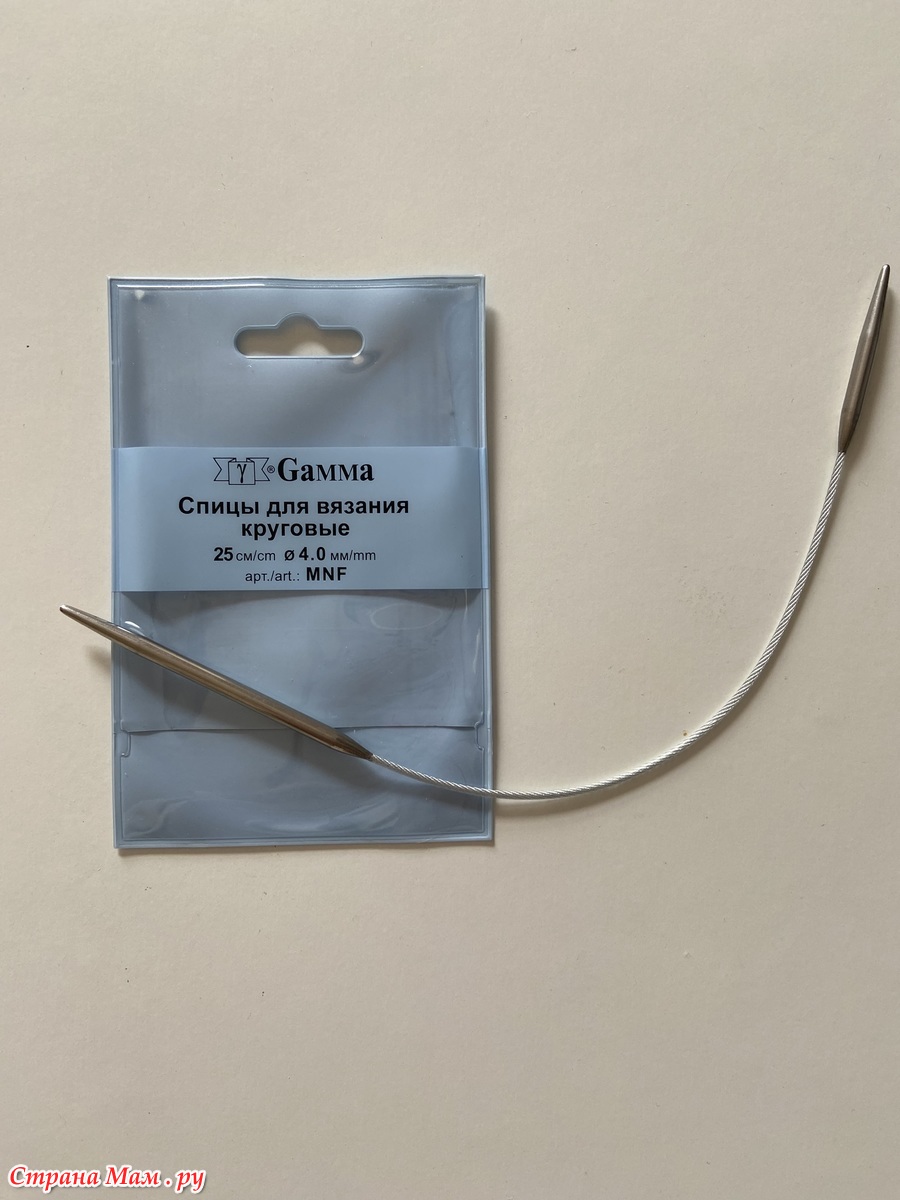 γ ® Gамма
Спицы для вязания
круговые
25 см/cm ø 4.0 мм/mm
арт./art.: MNF
Страна Мам.ру